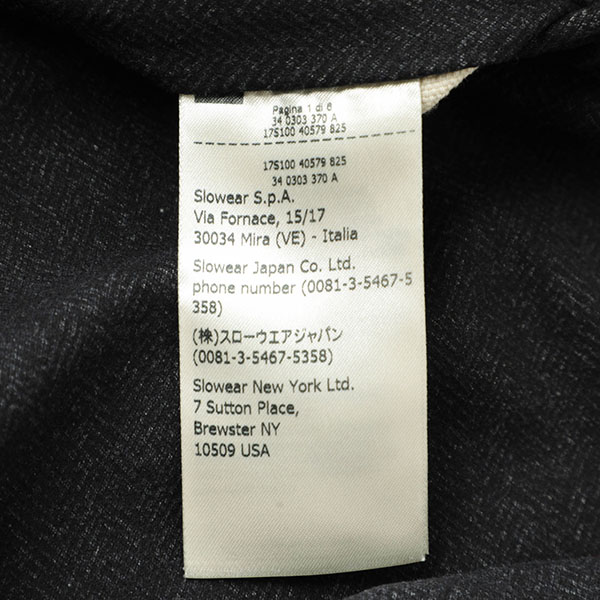 Pagina 1 di 6
34 0303 370 A
17S100 40579 825
17S100 40579 825
34 0303 370 A
Slowear S.p.A.
Via Fornace, 15/17
30034 Mira (VE) - Italia
Slowear Japan Co. Ltd.
phone number (0081-3-5467-5
358)
(株)スローウエアジャパン
(0081-3-5467-5358)
Slowear New York Ltd.
7 Sutton Place,
Brewster NY
10509 USA